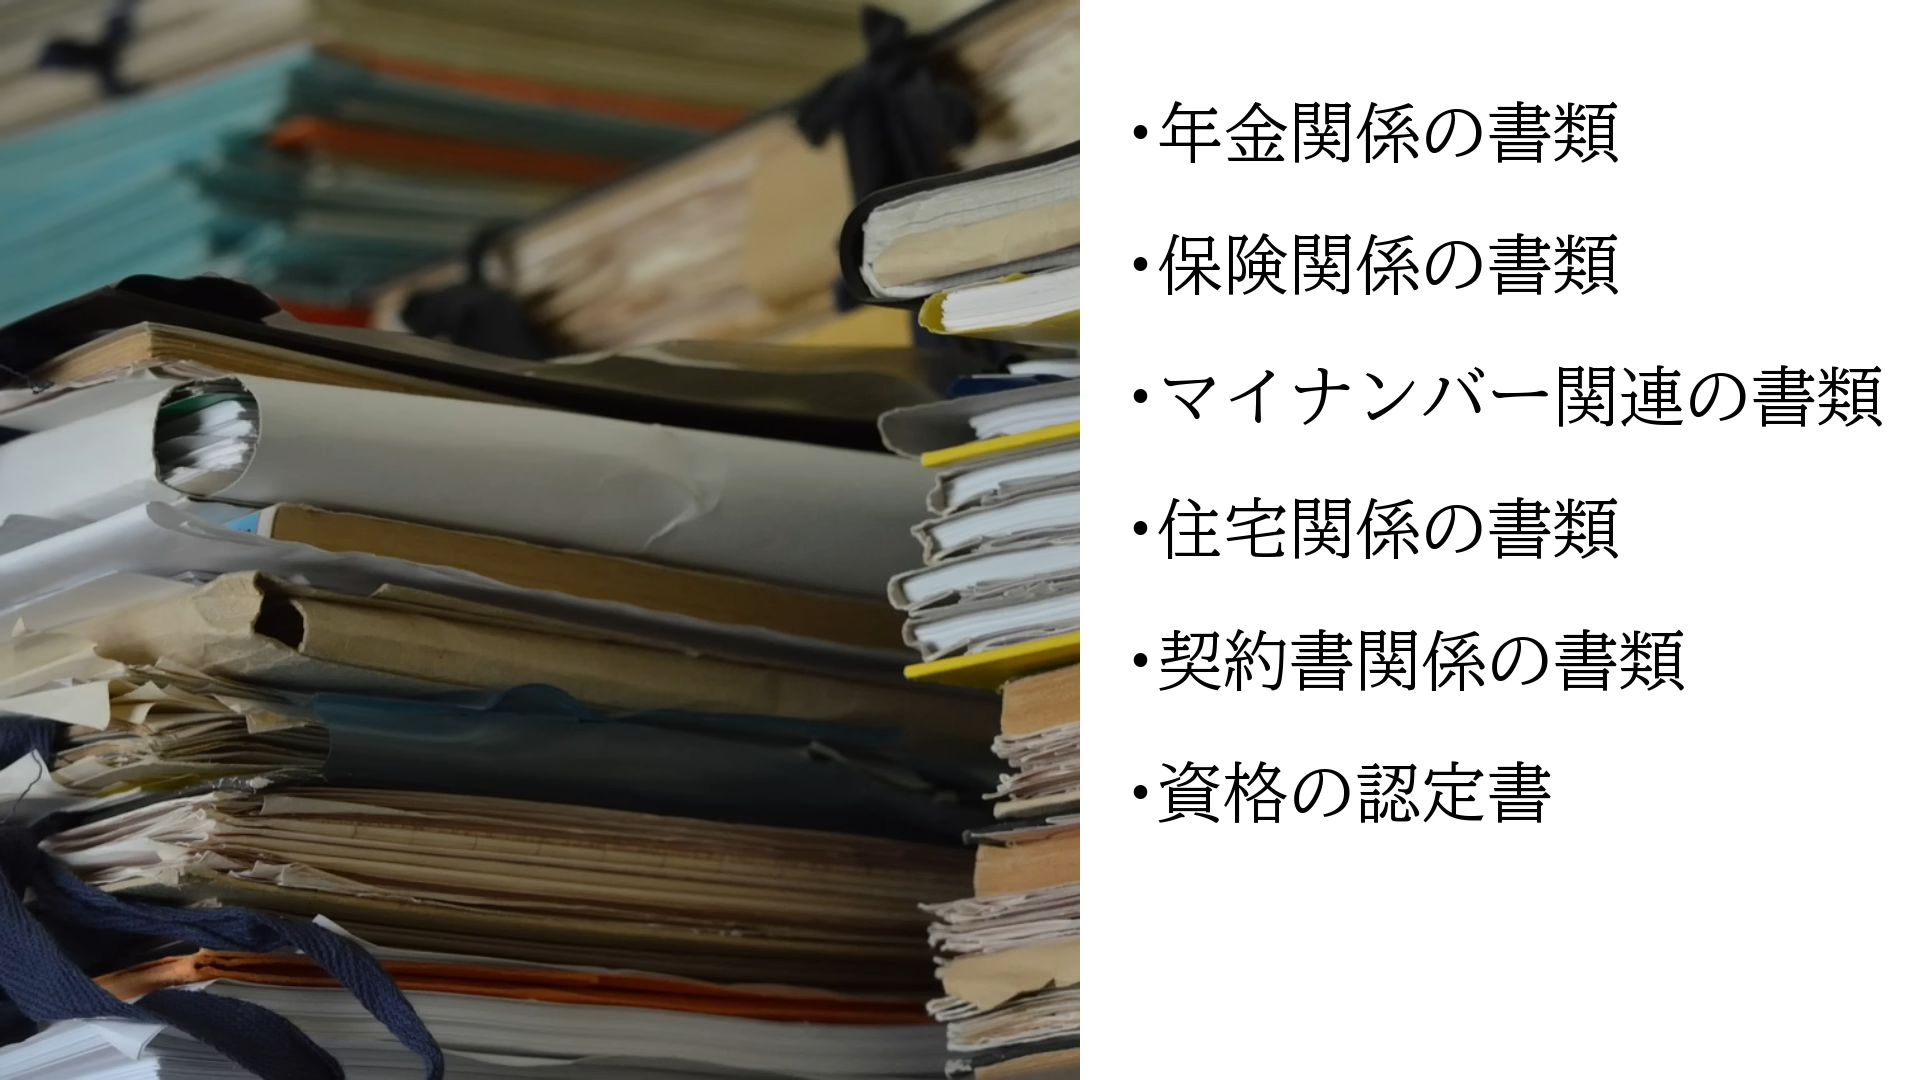 ・年金関係の書類
・保険関係の書類
・マイナンバー関連の書類
・住宅関係の書類
・契約書関係の書類
・資格の認定書